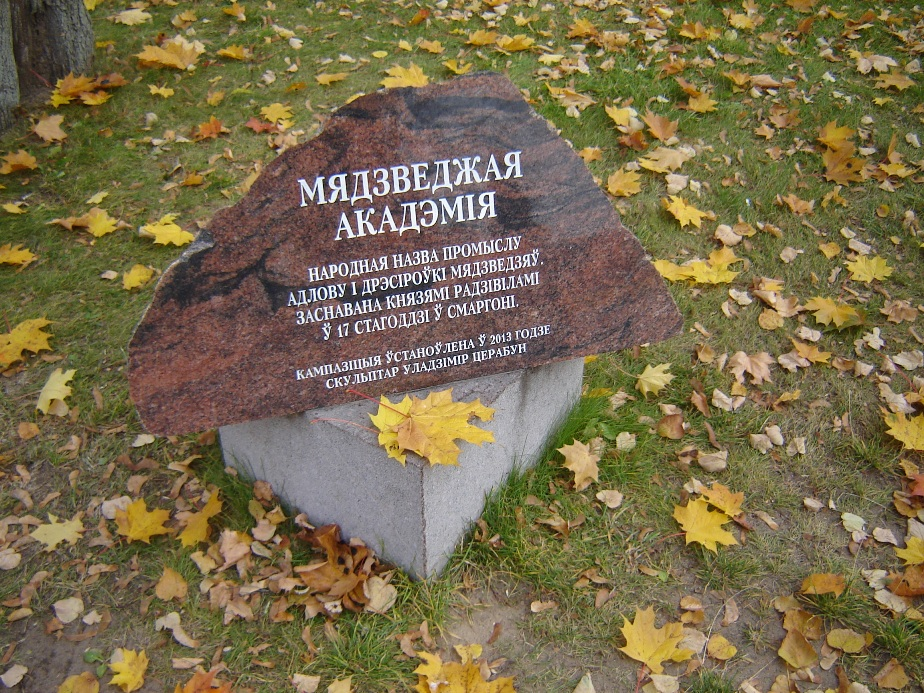 МЯДЗВЕДЖАЯ
АКАДЭМІЯ
НАРОДНАЯ НАЗВА ПРОМЫСЛУ
АДЛОВУ І ДРЭСІРОЎКІ МЯДЗВЕДЗЯЎ.
ЗАСНАВАНА КНЯЗЯМІ РАДЗІВІЛАМІ
Ў 17 СТАГОДДЗІ Ў СМАРГОНІ.
КАМПАЗІЦЫЯ ЎСТАНОЎЛЕНА Ў 2013 ГОДЗЕ
СКУЛЬПТАР УЛАДЗІМІР ЦЕРАБУН